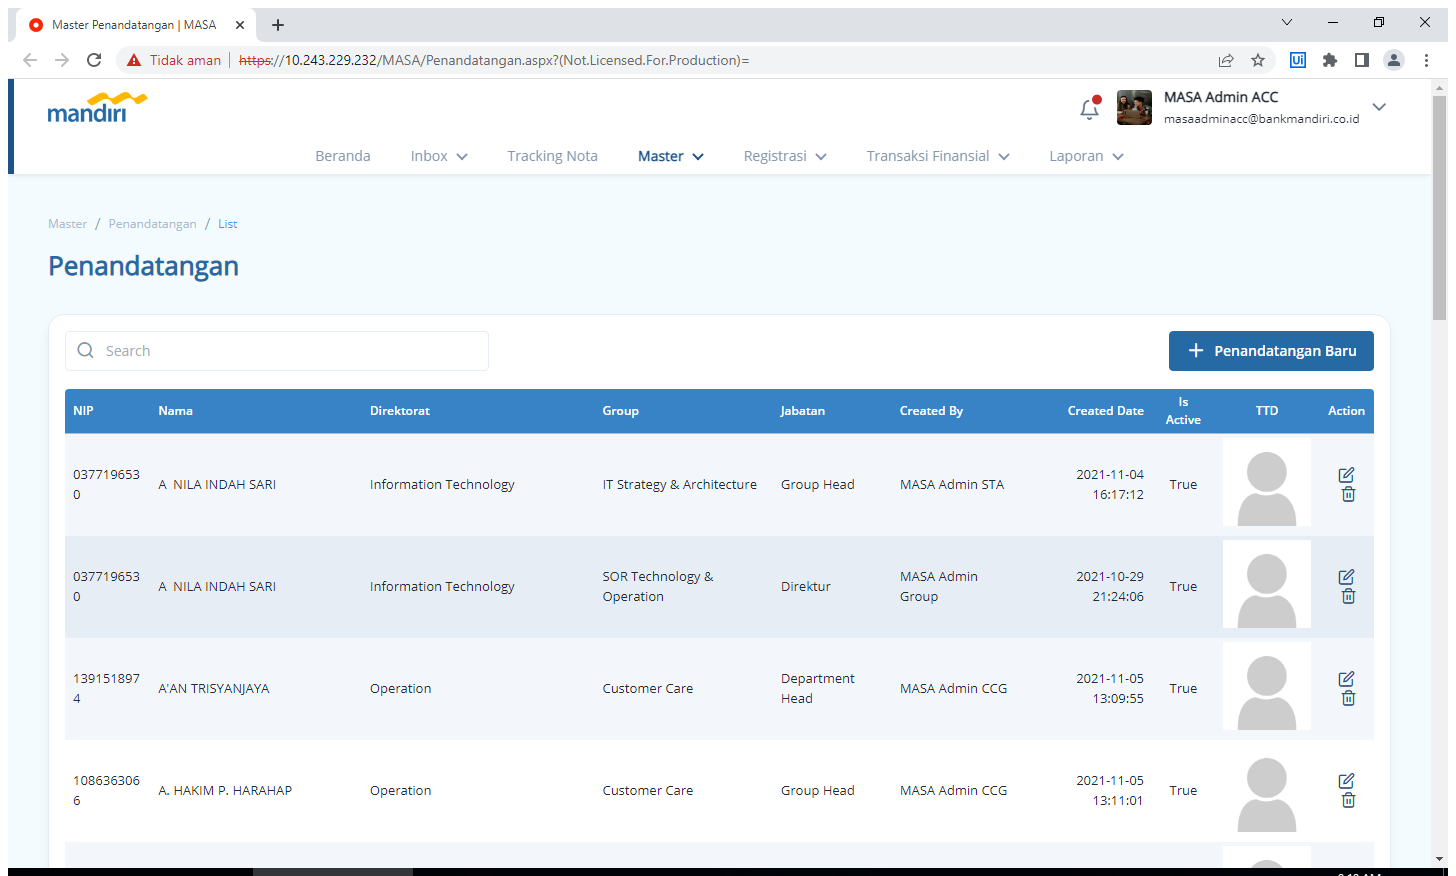 Master Penandatangan | MASA
Tidak aman
https://10.243.229.232/MASA/Penandatangan.aspx?(Not.Licensed.For.Production)=
Ui
mandiri
MASA Admin ACC
masaadminacc@bankmandiri.co.id
Beranda Inbox Tracking Nota Master Registrasi Transaksi Finansial Laporan
Master / Penandatangan / List
Penandatangan
Search
+ Penandatangan Baru
NIP Nama Direktorat Group Jabatan Created By Created Date Is Active TTD Action
0377196530 A NILA INDAH SARI Information Technology IT Strategy & Architecture Group Head MASA Admin STA 2021-11-04 16:17:12 True
0377196530 A NILA INDAH SARI Information Technology SOR Technology & Operation Direktur MASA Admin Group 2021-10-29 21:24:06 True
1391518974 A'AN TRISYANJAYA Operation Customer Care Department Head MASA Admin CCG 2021-11-05 13:09:55 True
1086363066 A. HAKIM P. HARAHAP Operation Customer Care Group Head MASA Admin CCG 2021-11-05 13:11:01 True